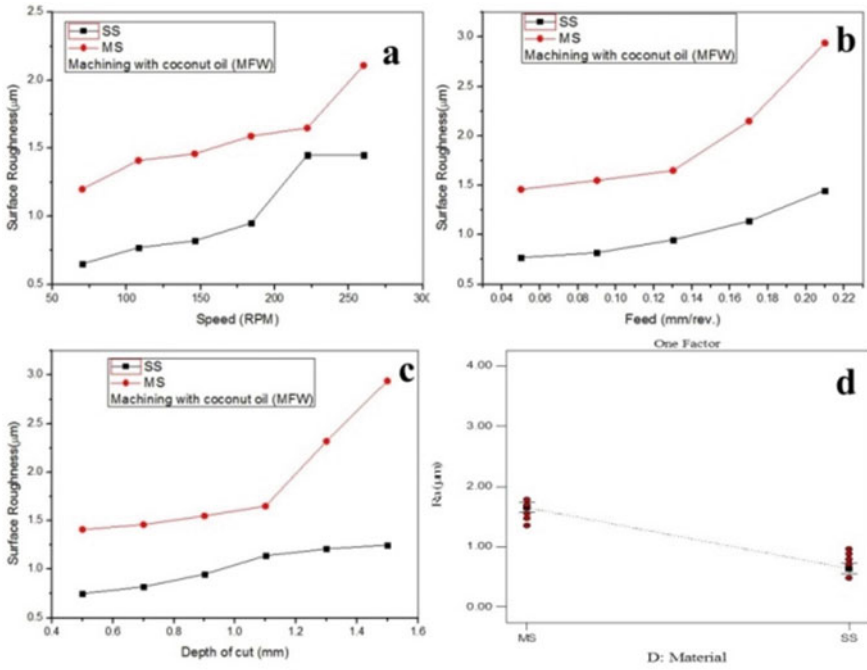 SS
MS
Machining with coconut oil (MFW)
a
2.5
2.0
1.5
1.0
0.5
Surface Roughness(μm)
50
100
150
200
250
30
Speed (RPM)
SS
MS
Machining with coconut oil (MFW)
b
3.0
2.5
2.0
1.5
1.0
0.5
Surface Roughness(μm)
0.04 0.06 0.08 0.10 0.12 0.14 0.16 0.18 0.20 0.22
Feed (mm/rev.)
SS
MS
Machining with coconut oil (MFW)
c
3.0
2.5
2.0
1.5
1.0
0.5
Surface Roughness(μm)
0.4 0.6 0.8 1.0 1.2 1.4 1.6
Depth of cut (mm)
One Factor
d
4.00
3.00
2.00
1.00
0.00
Ra (μm)
MS
SS
D: Material